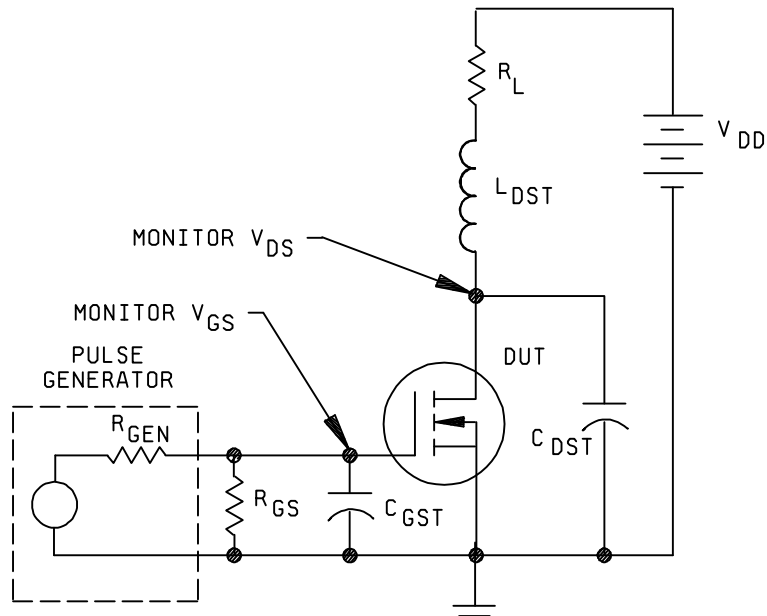 R_L
V_DD
L_DST
MONITOR V_DS
MONITOR V_GS
PULSE
GENERATOR
DUT
R_GEN
C_DST
R_GS
C_GST